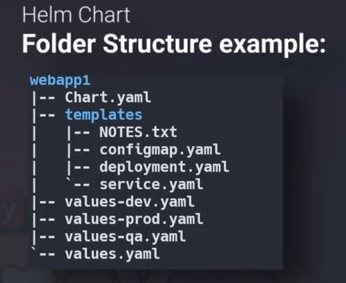 Helm Chart
Folder Structure example:
webapp1
|-- Chart.yaml
|-- templates
|   |-- NOTES.txt
|   |-- configmap.yaml
|   |-- deployment.yaml
|   `-- service.yaml
|-- values-dev.yaml
|-- values-prod.yaml
|-- values-qa.yaml
`-- values.yaml